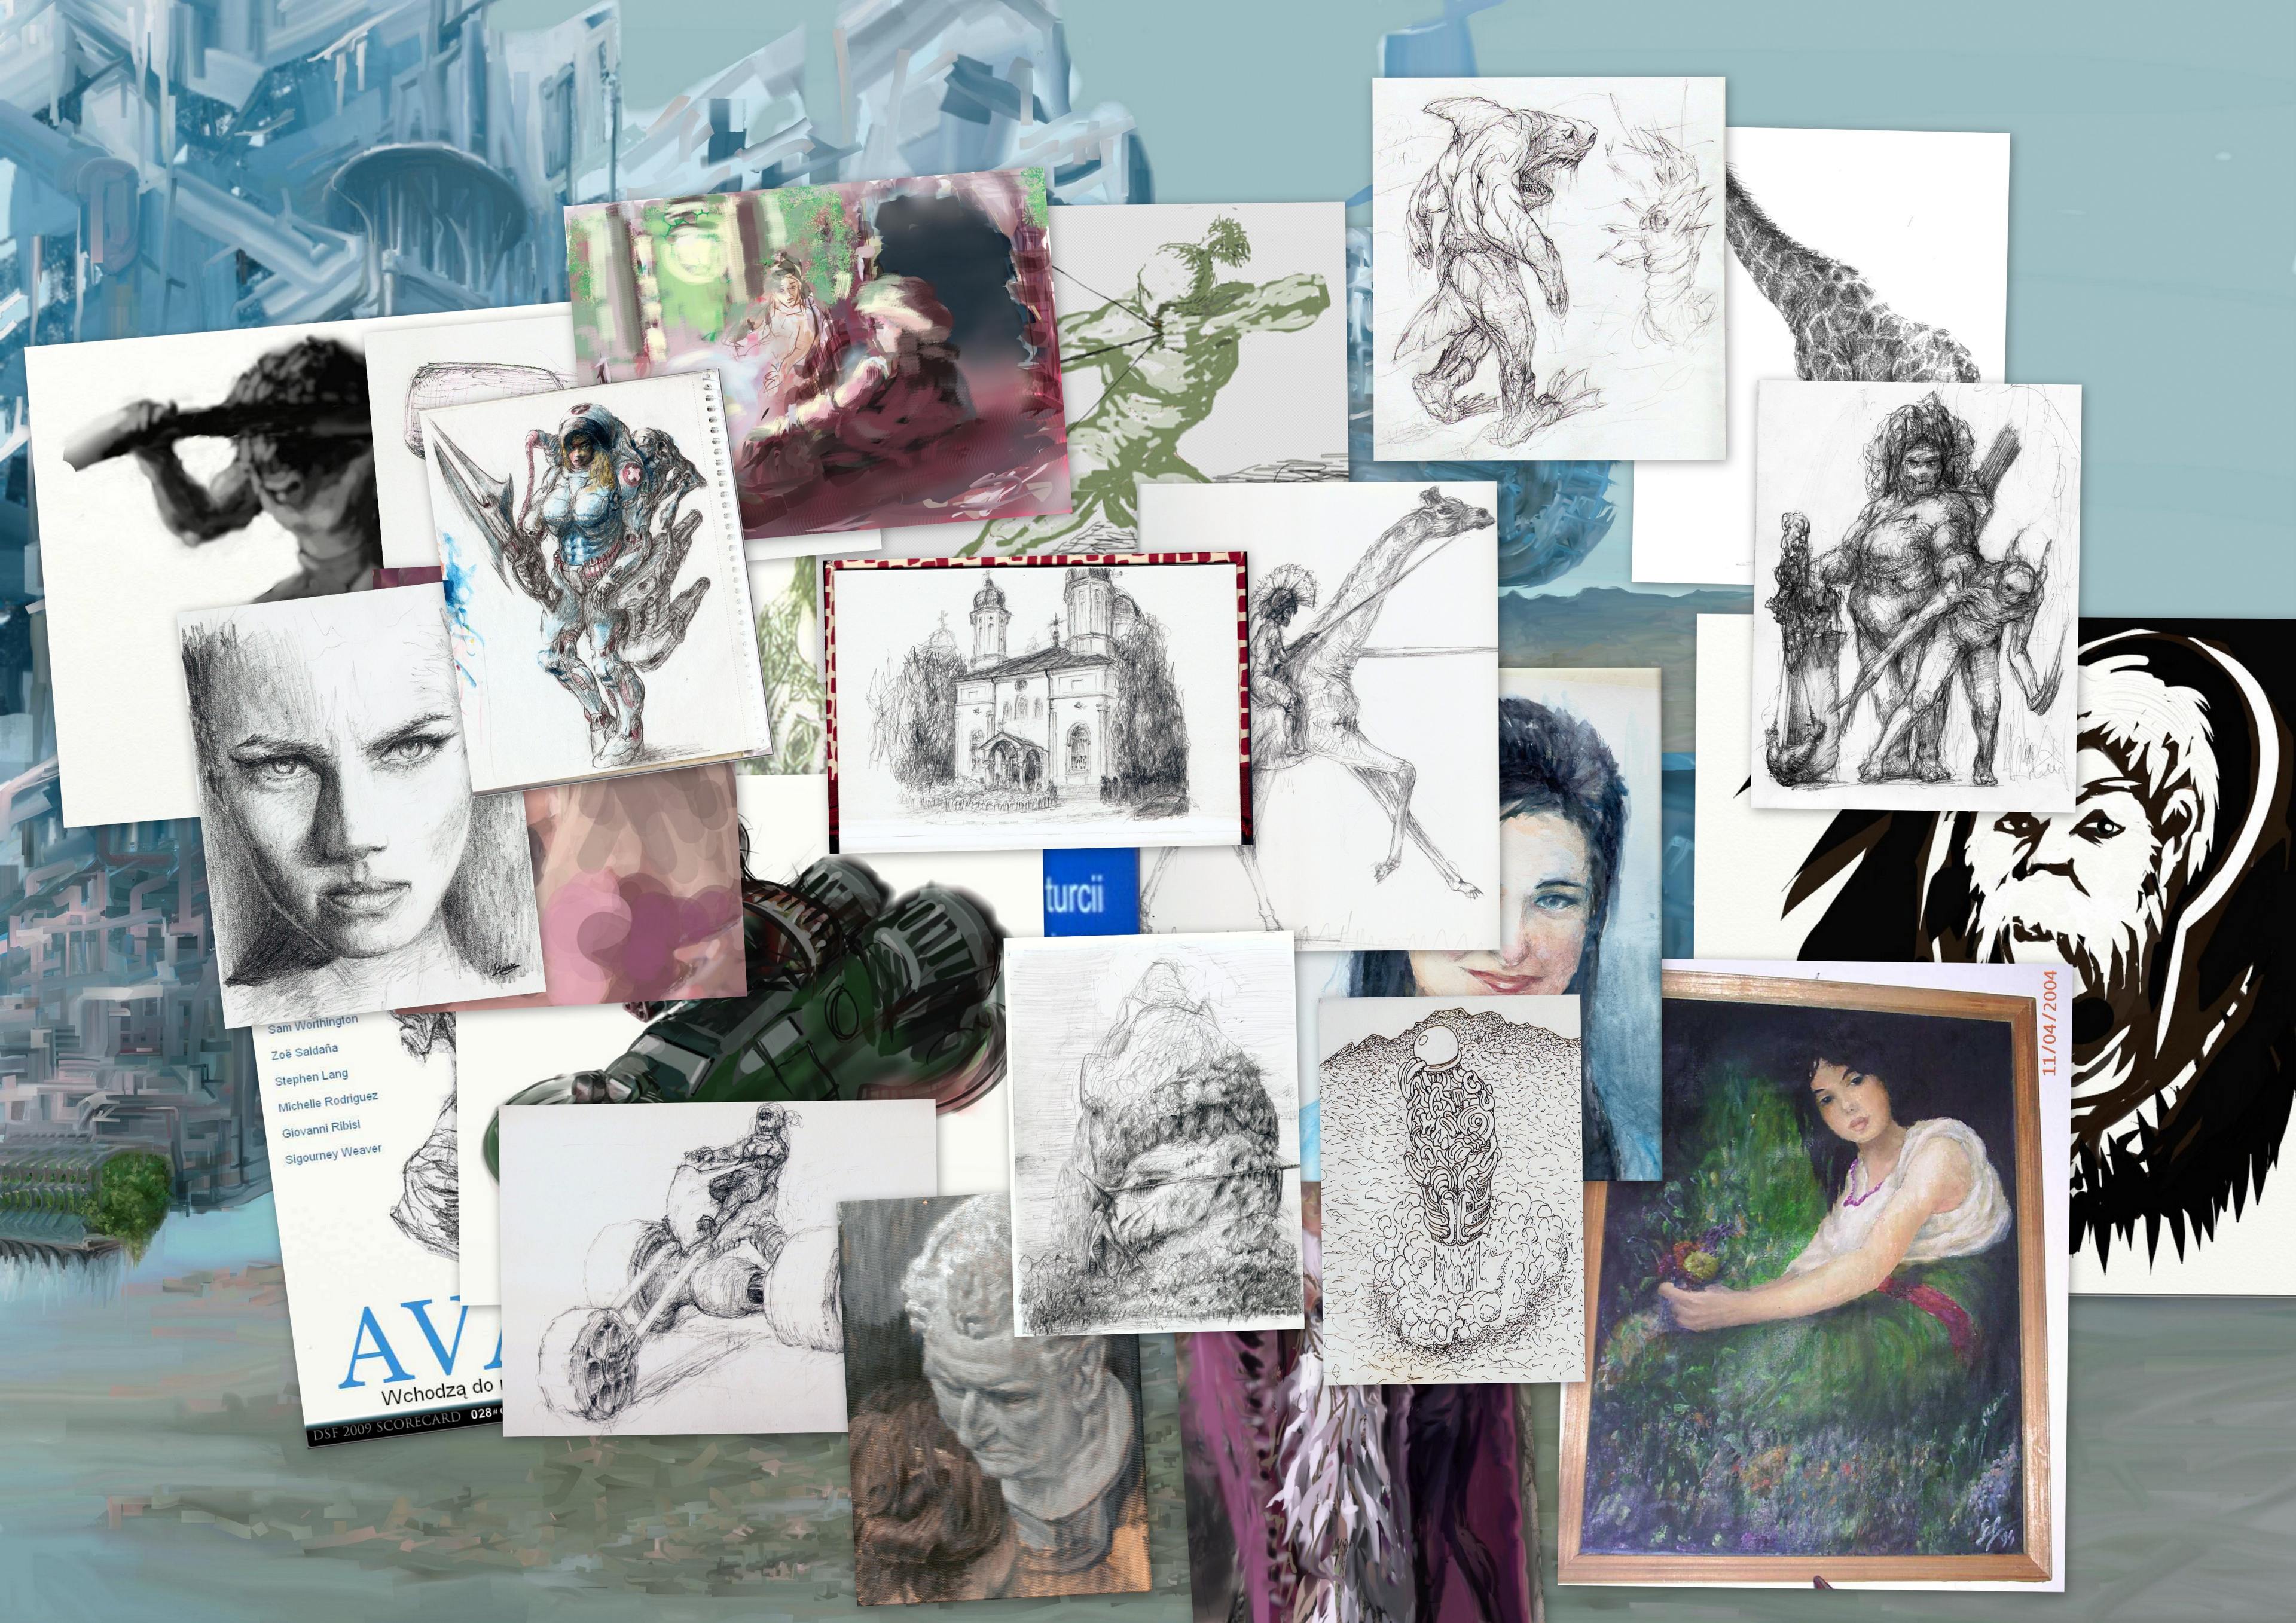 turcii
11/04/2004
Sam Worthington
Zoë Saldaña
Stephen Lang
Michelle Rodriguez
Giovanni Ribisi
Sigourney Weaver
AVA
Wchodzą do
DSF 2009 SCORECARD 028#